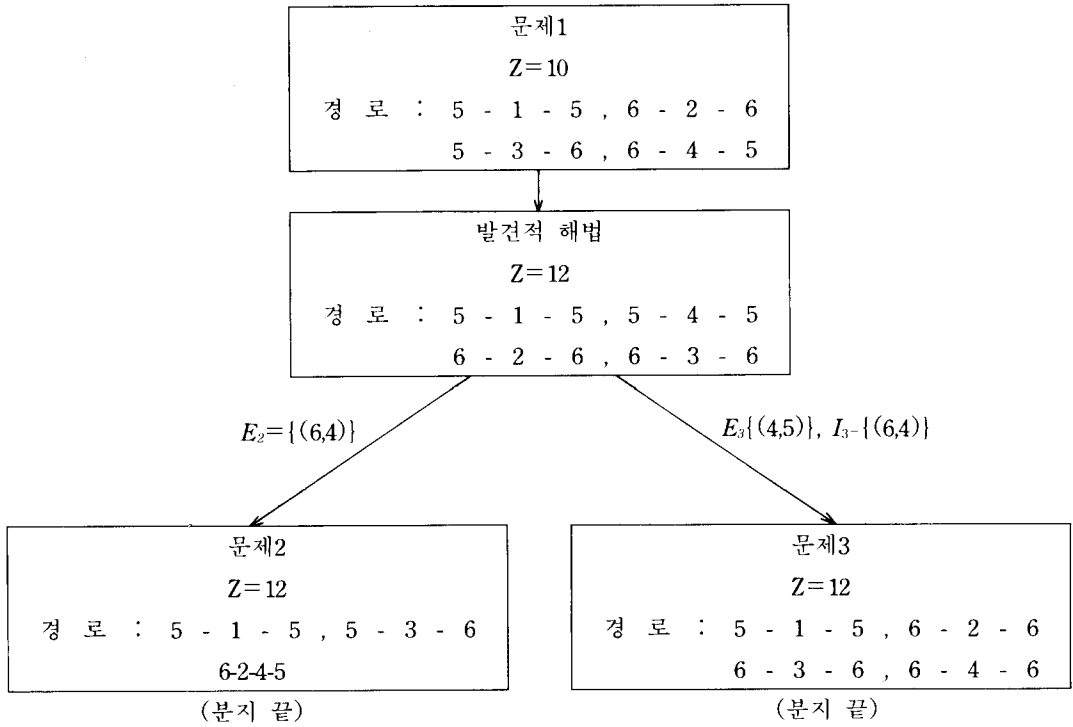 문제1
Z=10
경 로 : 5 - 1 - 5 , 6 - 2 - 6
5 - 3 - 6 , 6 - 4 - 5
발견적 해법
Z=12
경 로 : 5 - 1 - 5 , 5 - 4 - 5
6 - 2 - 6 , 6 - 3 - 6
E₂={(6,4)}
E₃{(4,5)}, I₃-{(6,4)}
문제2
Z=12
경 로 : 5 - 1 - 5 , 5 - 3 - 6
6-2-4-5
(분지 끝)
문제3
Z=12
경 로 : 5 - 1 - 5 , 6 - 2 - 6
6 - 3 - 6 , 6 - 4 - 6
(분지 끝)